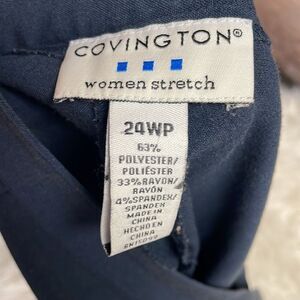 COVINGTON®
women stretch
24WP
63%
POLYESTER/
POLIÉSTER
33%RAYON/
RAYÓN
4%SPANDEX/
SPANDEX
MADE IN
CHINA
HECHO EN
CHINA